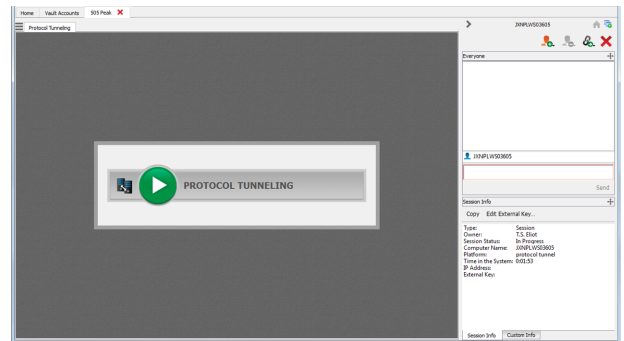 Home Vault Accounts 505 Peak
Protocol Tunneling
JXNPLWS03605
Everyone
PROTOCOL TUNNELING
JXNPLWS03605
Send
Session Info
Copy Edit External Key...
Type: Session
Owner: T.S. Eliot
Session Status: In Progress
Computer Name: JXNPLWS03605
Platform: protocol tunnel
Time in the System: 0:01:53
IP Address:
External Key:
Session Info Custom Info